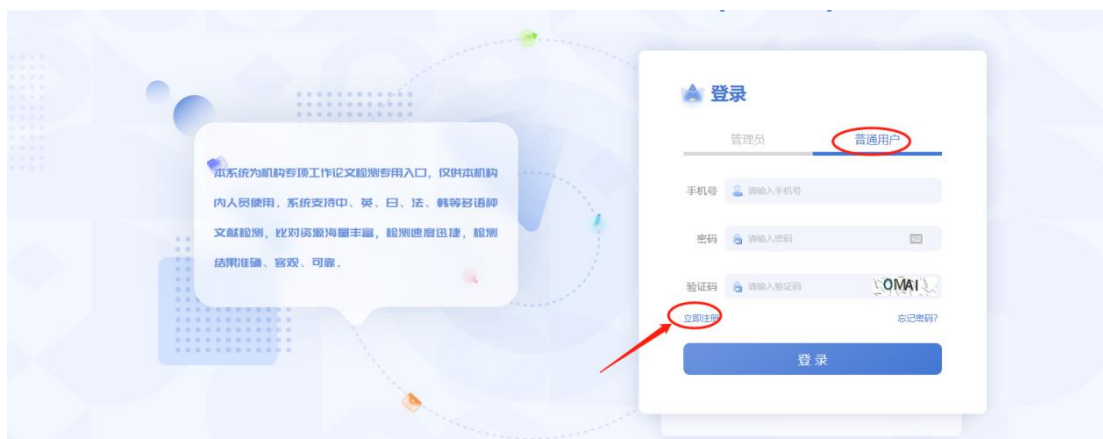 登录
管理员
普通用户
本系统为机构专项工作论文检测专用入口，仅供本机构
内人员使用。系统支持中、英、日、法、韩等多语种
文献检测，比对资源海量丰富，检测速度迅捷，检测
结果准确、客观、可靠。
手机号 请输入手机号
密码 请输入密码
验证码 请输入验证码 OMAI
立即注册 忘记密码?
登录